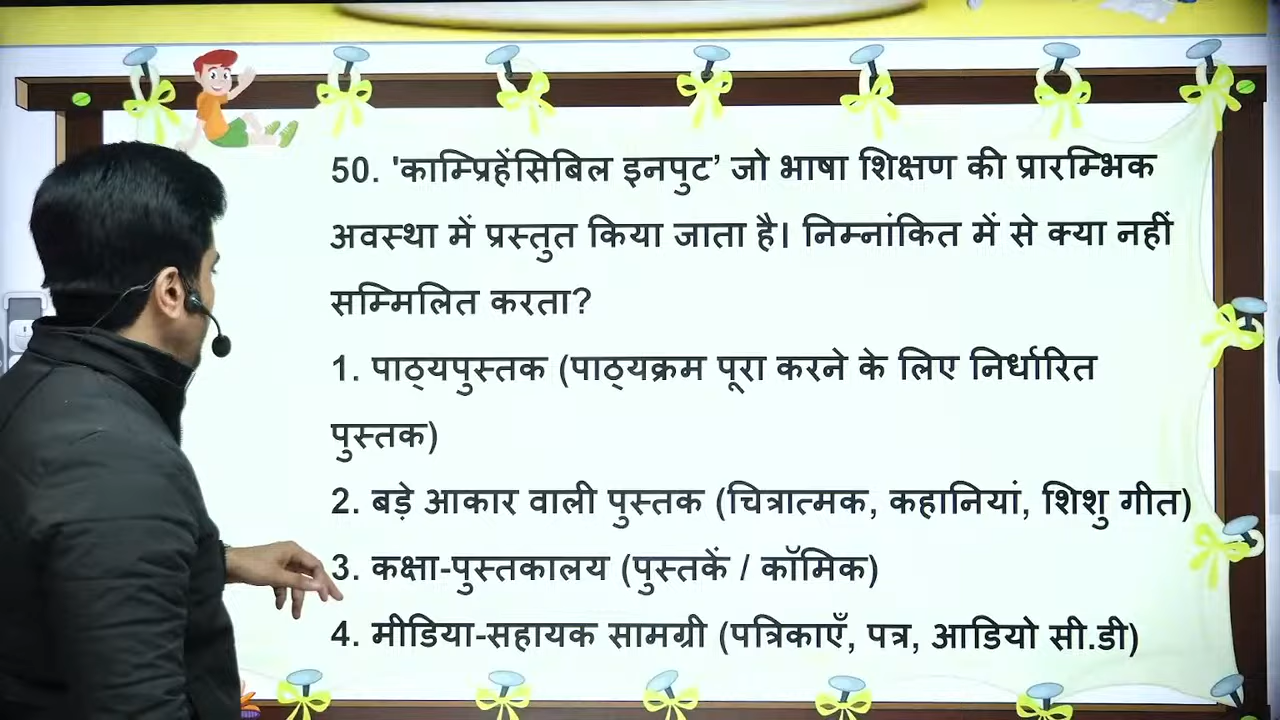 50. 'काम्प्रिहेंसिबिल इनपुट’ जो भाषा शिक्षण की प्रारम्भिक
अवस्था में प्रस्तुत किया जाता है। निम्नांकित में से क्या नहीं
सम्मिलित करता?
1. पाठ्यपुस्तक (पाठ्यक्रम पूरा करने के लिए निर्धारित
पुस्तक)
2. बड़े आकार वाली पुस्तक (चित्रात्मक, कहानियां, शिशु गीत)
3. कक्षा-पुस्तकालय (पुस्तकें / कॉमिक)
4. मीडिया-सहायक सामग्री (पत्रिकाएँ, पत्र, आडियो सी.डी)